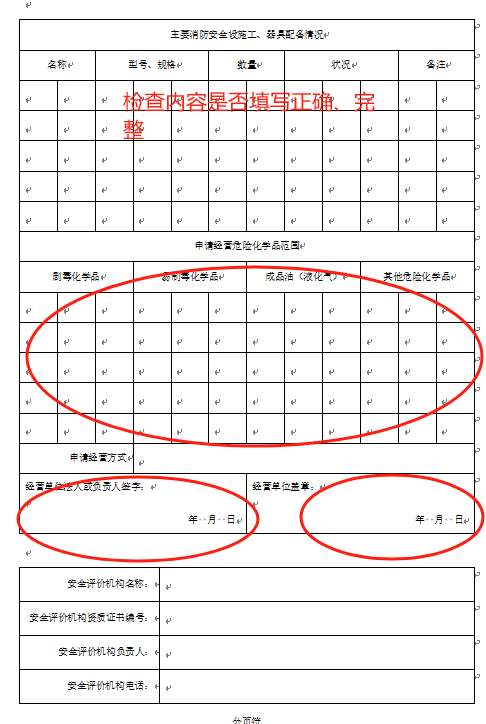 主要消防安全设施工、器具配备情况
名称 型号、规格 数量 状况 备注
检查内容是否填写正确、完
整
申请经营危险化学品范围
剧毒化学品 易制毒化学品 成品油（液化气） 其他危险化学品
申请经营方式
经营单位法人或负责人签字： 经营单位盖章：
年 月 日 年 月 日
安全评价机构名称：
安全评价机构资质证书编号：
安全评价机构负责人：
安全评价机构电话：
分页符